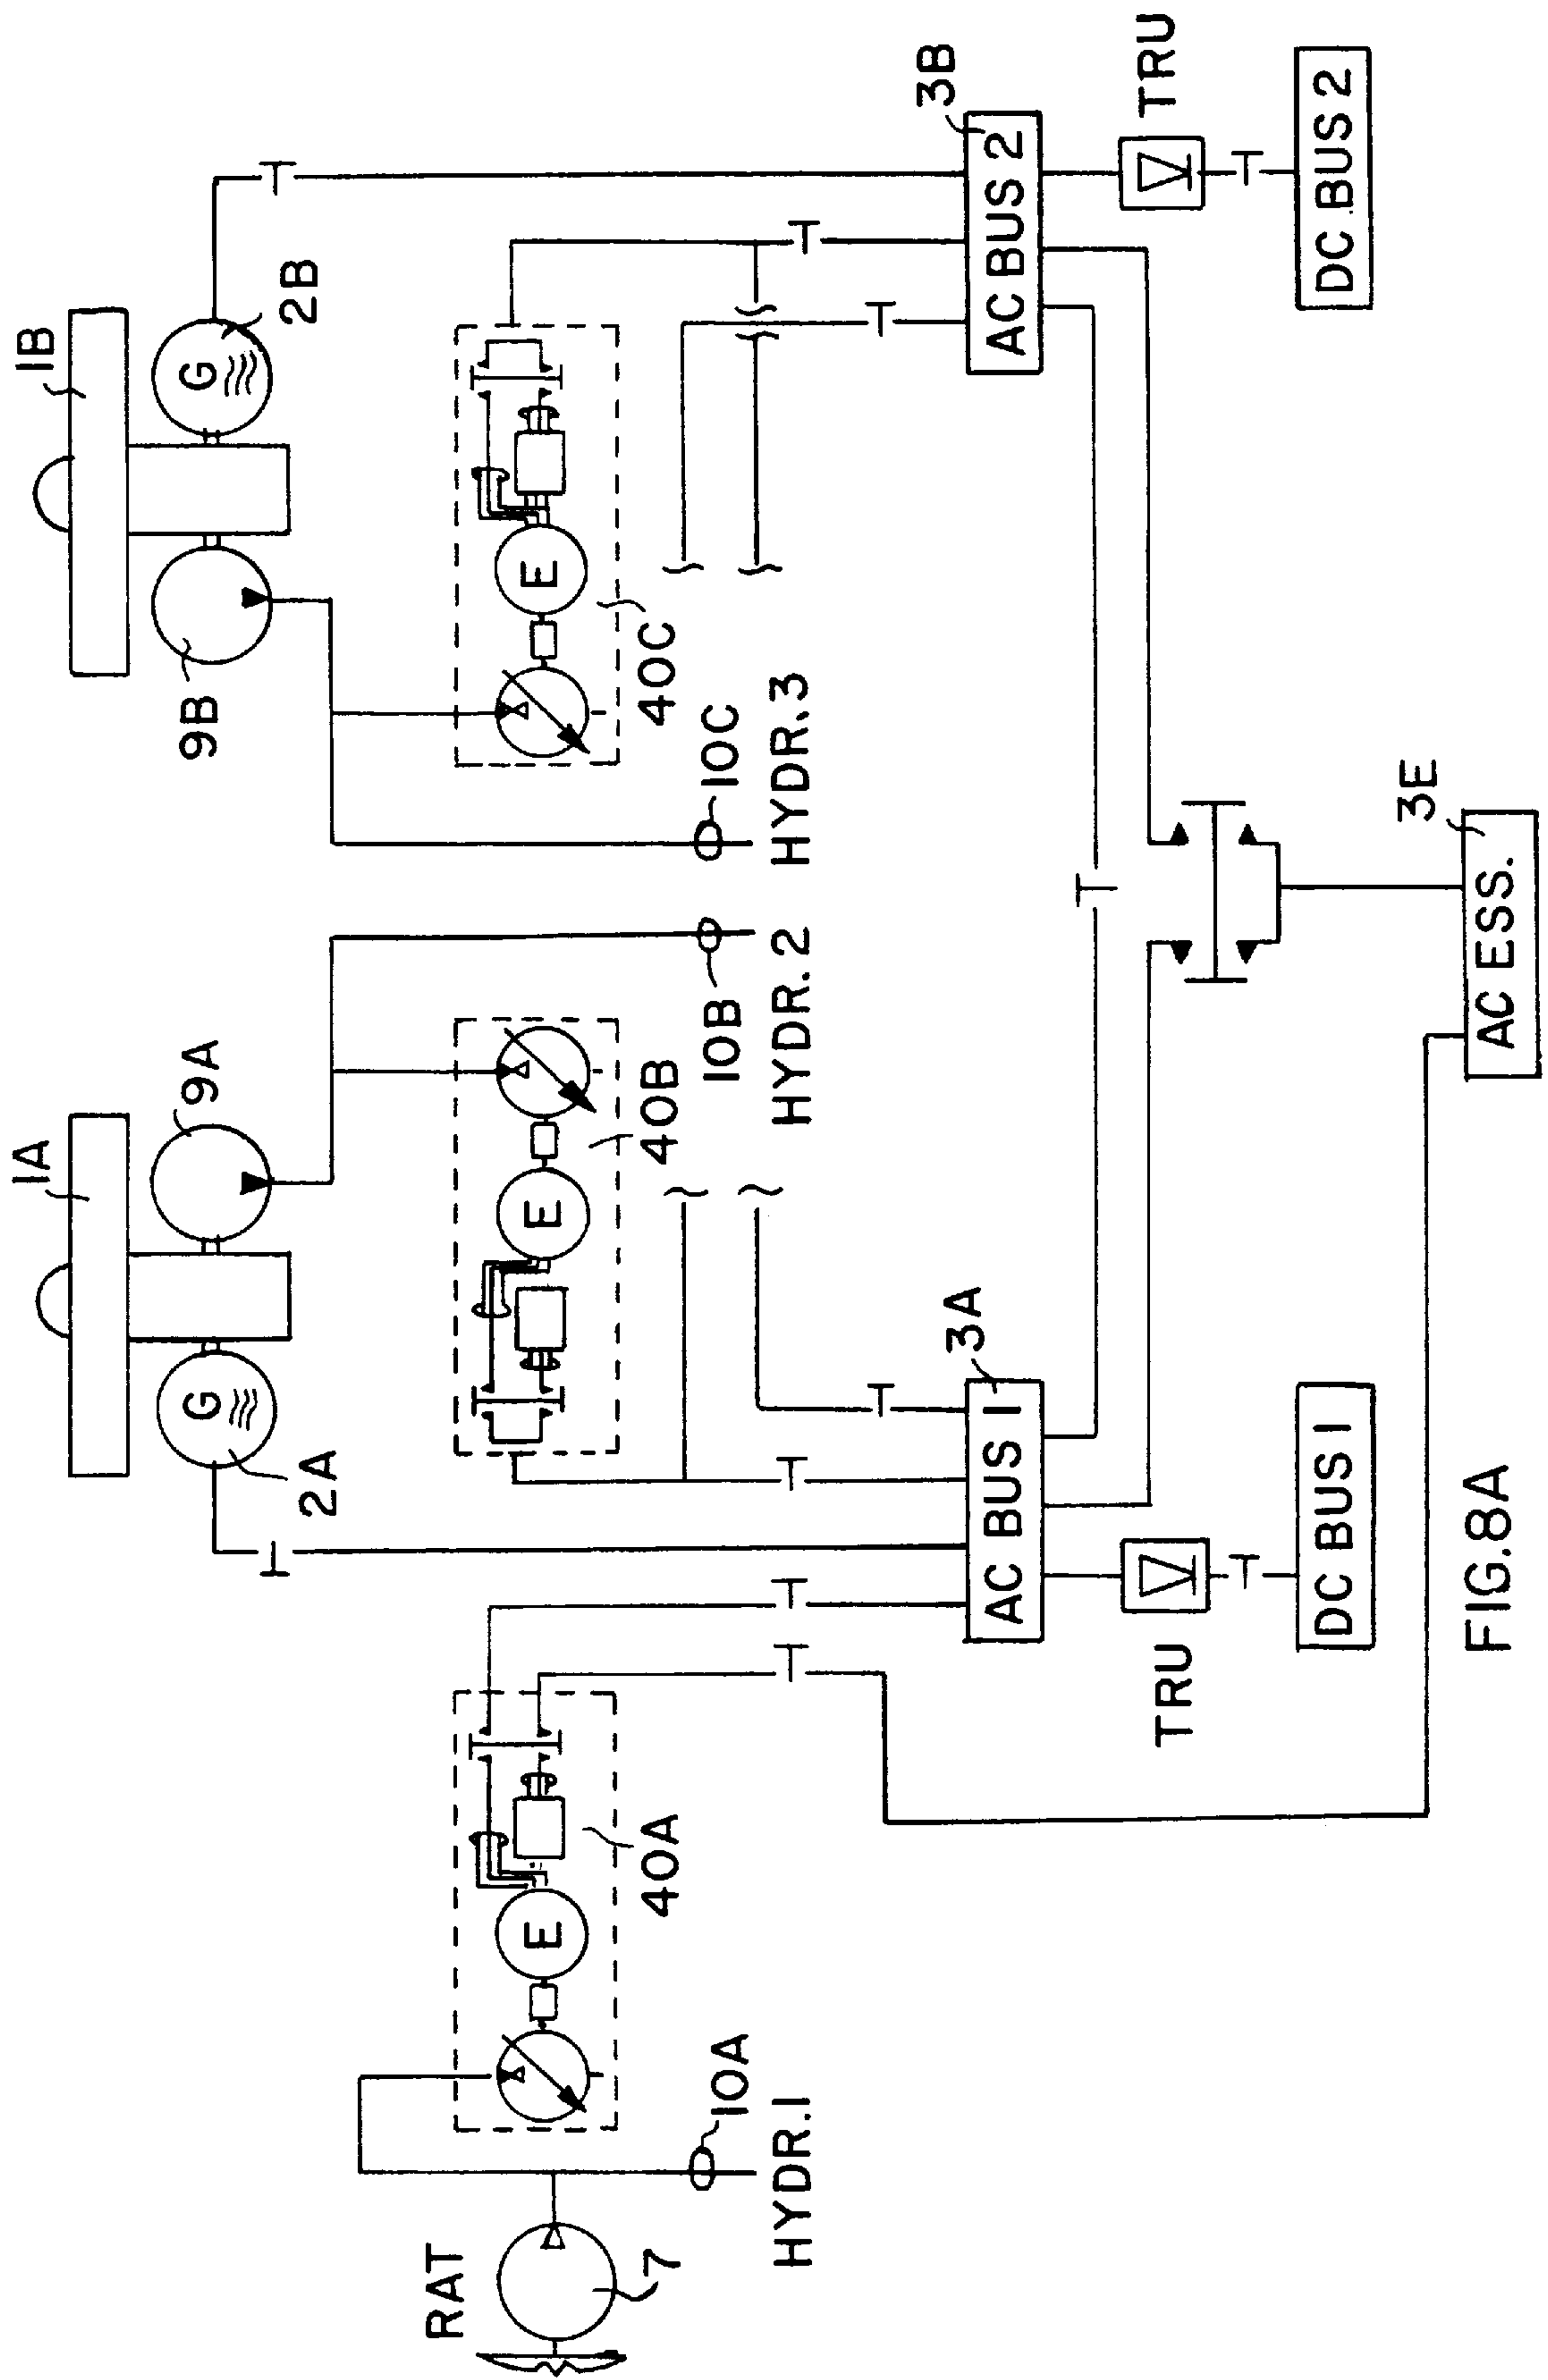 1A
1B
9A
2A
G
9B
G
2B
RAT
7
E
40A
E
40B
E
40C
10A
HYDR.1
10B
HYDR.2
10C
HYDR.3
3A
AC BUS 1
3B
AC BUS 2
TRU
TRU
DC BUS 1
DC BUS 2
3E
AC ESS.
FIG.8A